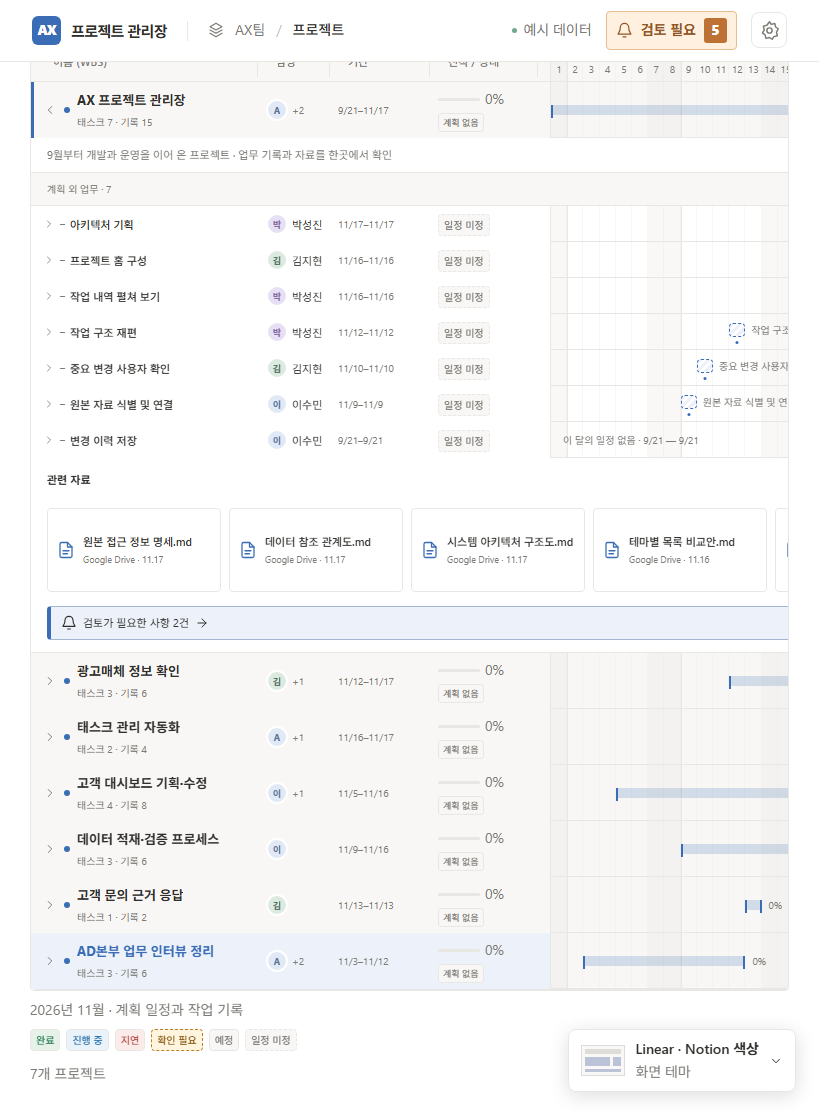 AX 프로젝트 관리장 AX팀 / 프로젝트 예시 데이터 검토 필요 5
1 2 3 4 5 6 7 8 9 10 11 12 13 14 15
AX 프로젝트 관리장 A +2 9/21–11/17 0%
태스크 7 · 기록 15 계획 없음
9월부터 개발과 운영을 이어 온 프로젝트 · 업무 기록과 자료를 한곳에서 확인
계획 외 업무 · 7
– 아키텍처 기획 박 박성진 11/17–11/17 일정 미정
– 프로젝트 홈 구성 김 김지현 11/16–11/16 일정 미정
– 작업 내역 펼쳐 보기 박 박성진 11/16–11/16 일정 미정
– 작업 구조 재편 박 박성진 11/12–11/12 일정 미정 작업 구조
– 중요 변경 사용자 확인 김 김지현 11/10–11/10 일정 미정 중요 변경 사용자
– 원본 자료 식별 및 연결 이 이수민 11/9–11/9 일정 미정 원본 자료 식별 및 연
– 변경 이력 저장 이 이수민 9/21–9/21 일정 미정 이 달의 일정 없음 · 9/21 — 9/21
관련 자료
원본 접근 정보 명세.md 데이터 참조 관계도.md 시스템 아키텍처 구조도.md 테마별 목록 비교안.md
Google Drive · 11.17 Google Drive · 11.17 Google Drive · 11.17 Google Drive · 11.16
검토가 필요한 사항 2건 →
광고매체 정보 확인 김 +1 11/12–11/17 0%
태스크 3 · 기록 6 계획 없음
태스크 관리 자동화 A +1 11/16–11/17 0%
태스크 2 · 기록 4 계획 없음
고객 대시보드 기획·수정 이 +1 11/5–11/16 0%
태스크 4 · 기록 8 계획 없음
데이터 적재·검증 프로세스 이 11/9–11/16 0%
태스크 3 · 기록 6 계획 없음
고객 문의 근거 응답 김 11/13–11/13 0% 0%
태스크 1 · 기록 2 계획 없음
AD본부 업무 인터뷰 정리 A +2 11/3–11/12 0% 0%
태스크 3 · 기록 6 계획 없음
2026년 11월 · 계획 일정과 작업 기록
완료 진행 중 지연 확인 필요 예정 일정 미정
7개 프로젝트
Linear · Notion 색상
화면 테마